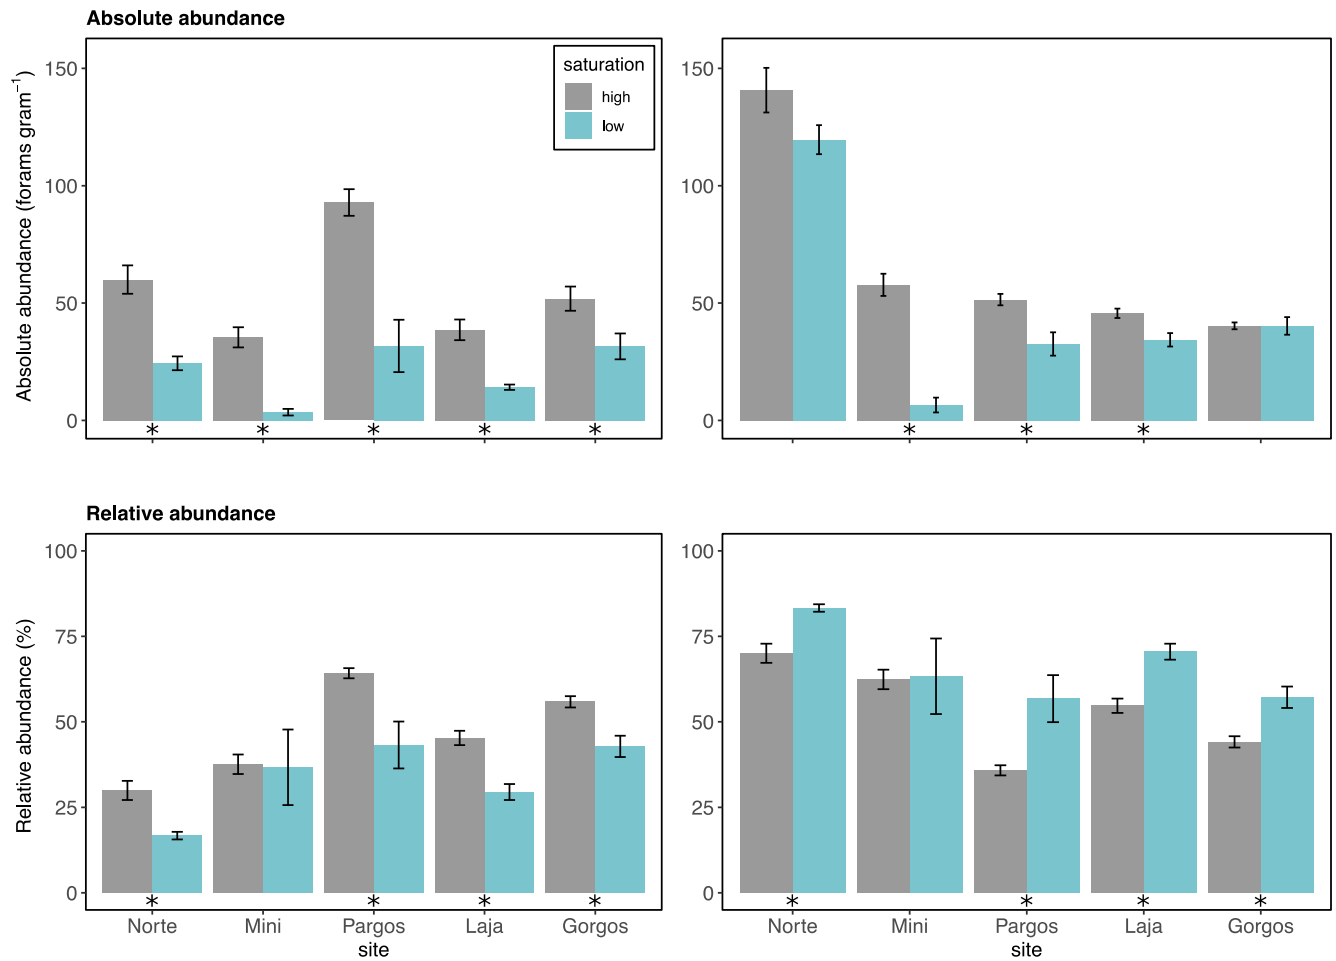 Absolute abundance
Absolute abundance (forams gram⁻¹)
150
100
50
0
saturation
high
low
* * * * *
150
100
50
0
* * *
Relative abundance
Relative abundance (%)
100
75
50
25
0
* * * *
Norte Mini Pargos Laja Gorgos
site
100
75
50
25
0
* * * *
Norte Mini Pargos Laja Gorgos
site